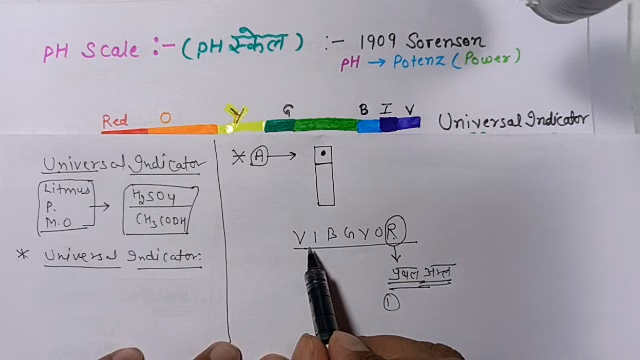 pH Scale :- (pH स्केल) :- 1909 Sorenson
pH → Potenz (Power)
Red O Y G B I V
Universal Indicator
Universal Indicator
Litmus
P.
M.O
→
H₂SO₄
CH₃COOH
* Universal Indicator:
* A →
V I B G Y O R
प्रबल अम्ल
1